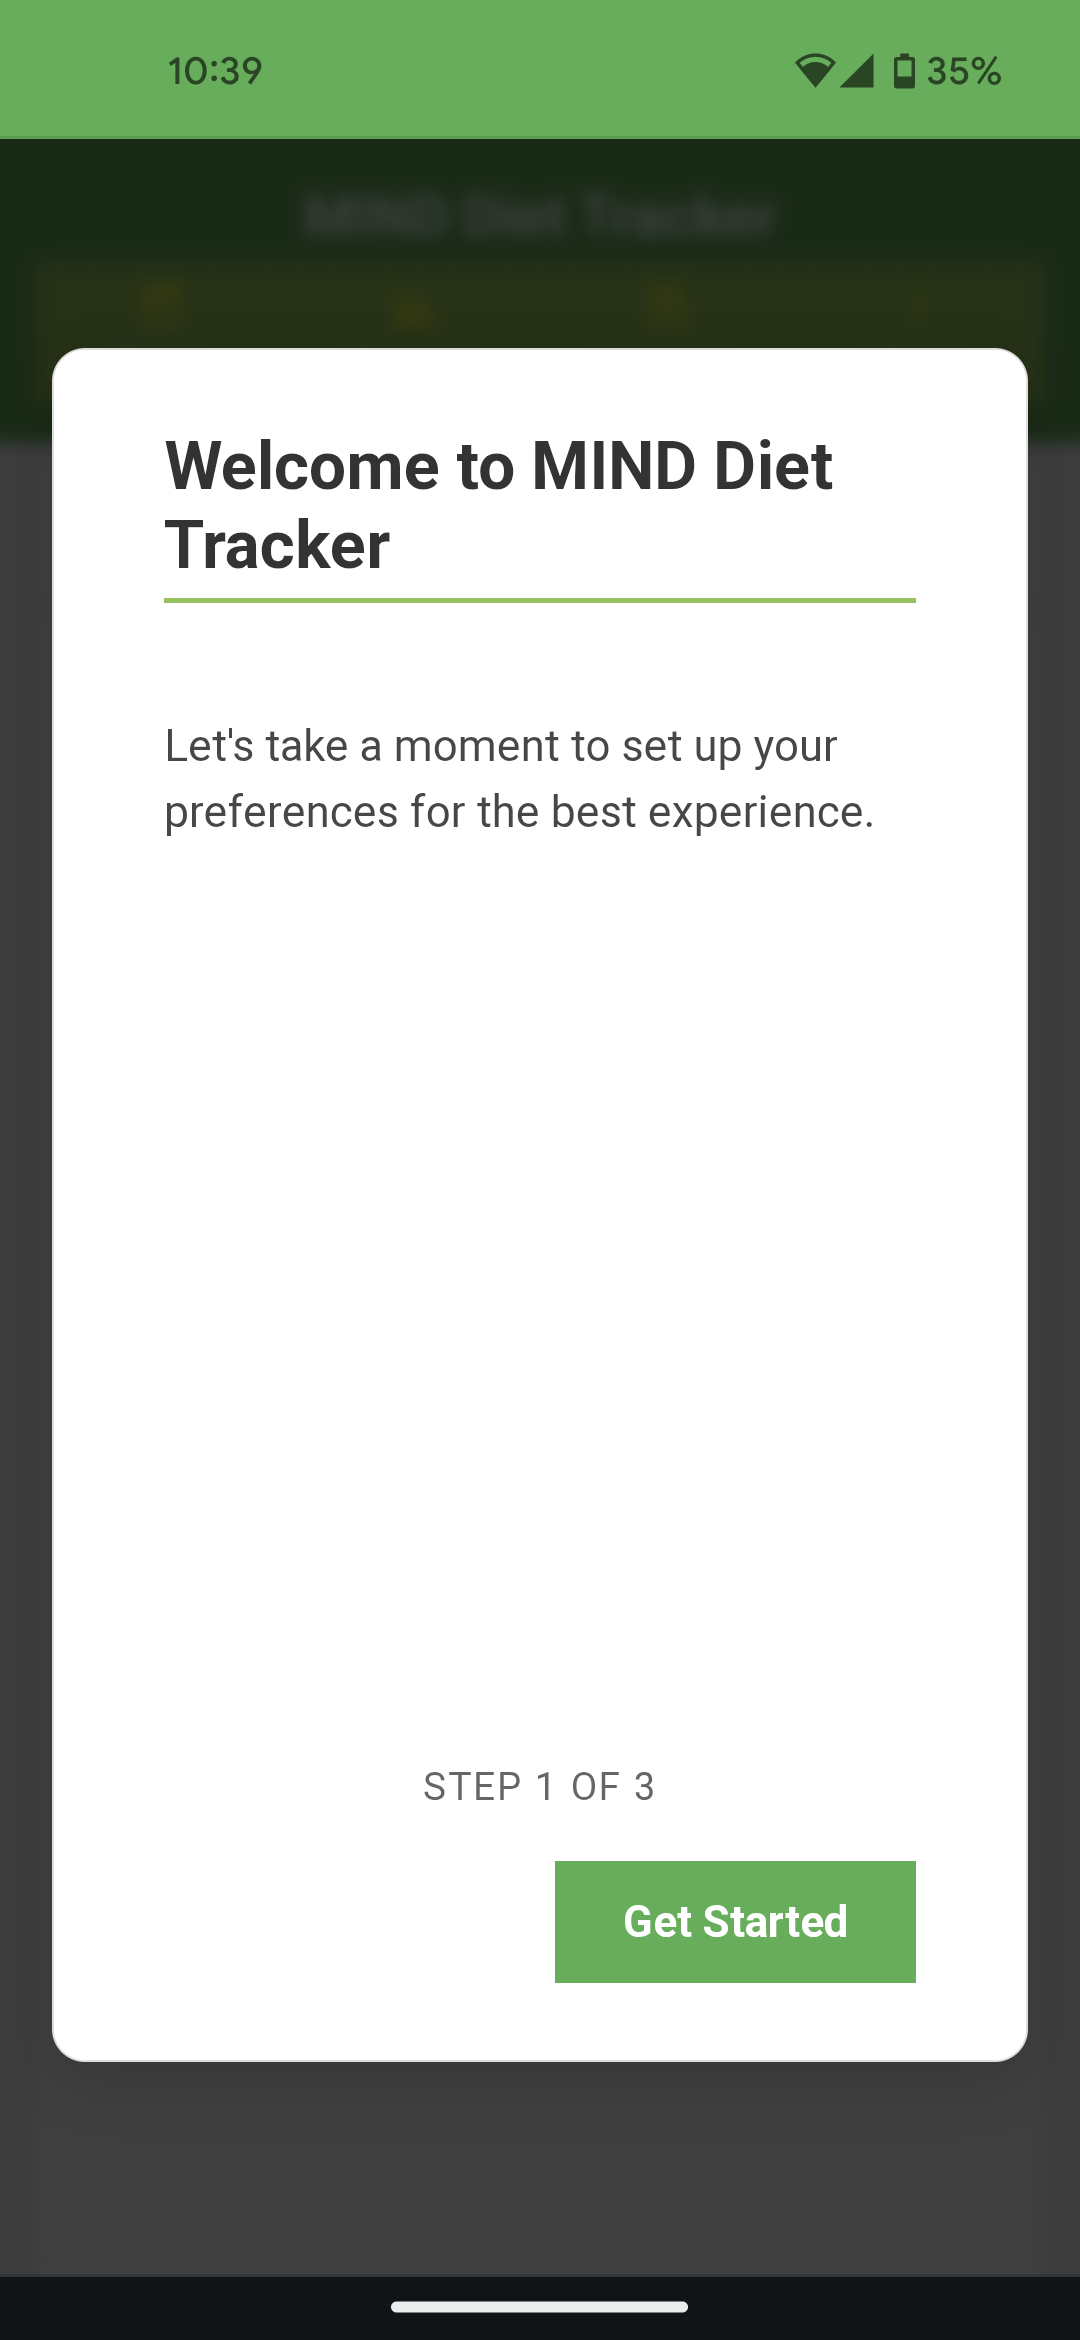 10:39
35%
MIND Diet Tracker
Welcome to MIND Diet
Tracker
Let's take a moment to set up your
preferences for the best experience.
STEP 1 OF 3
Get Started